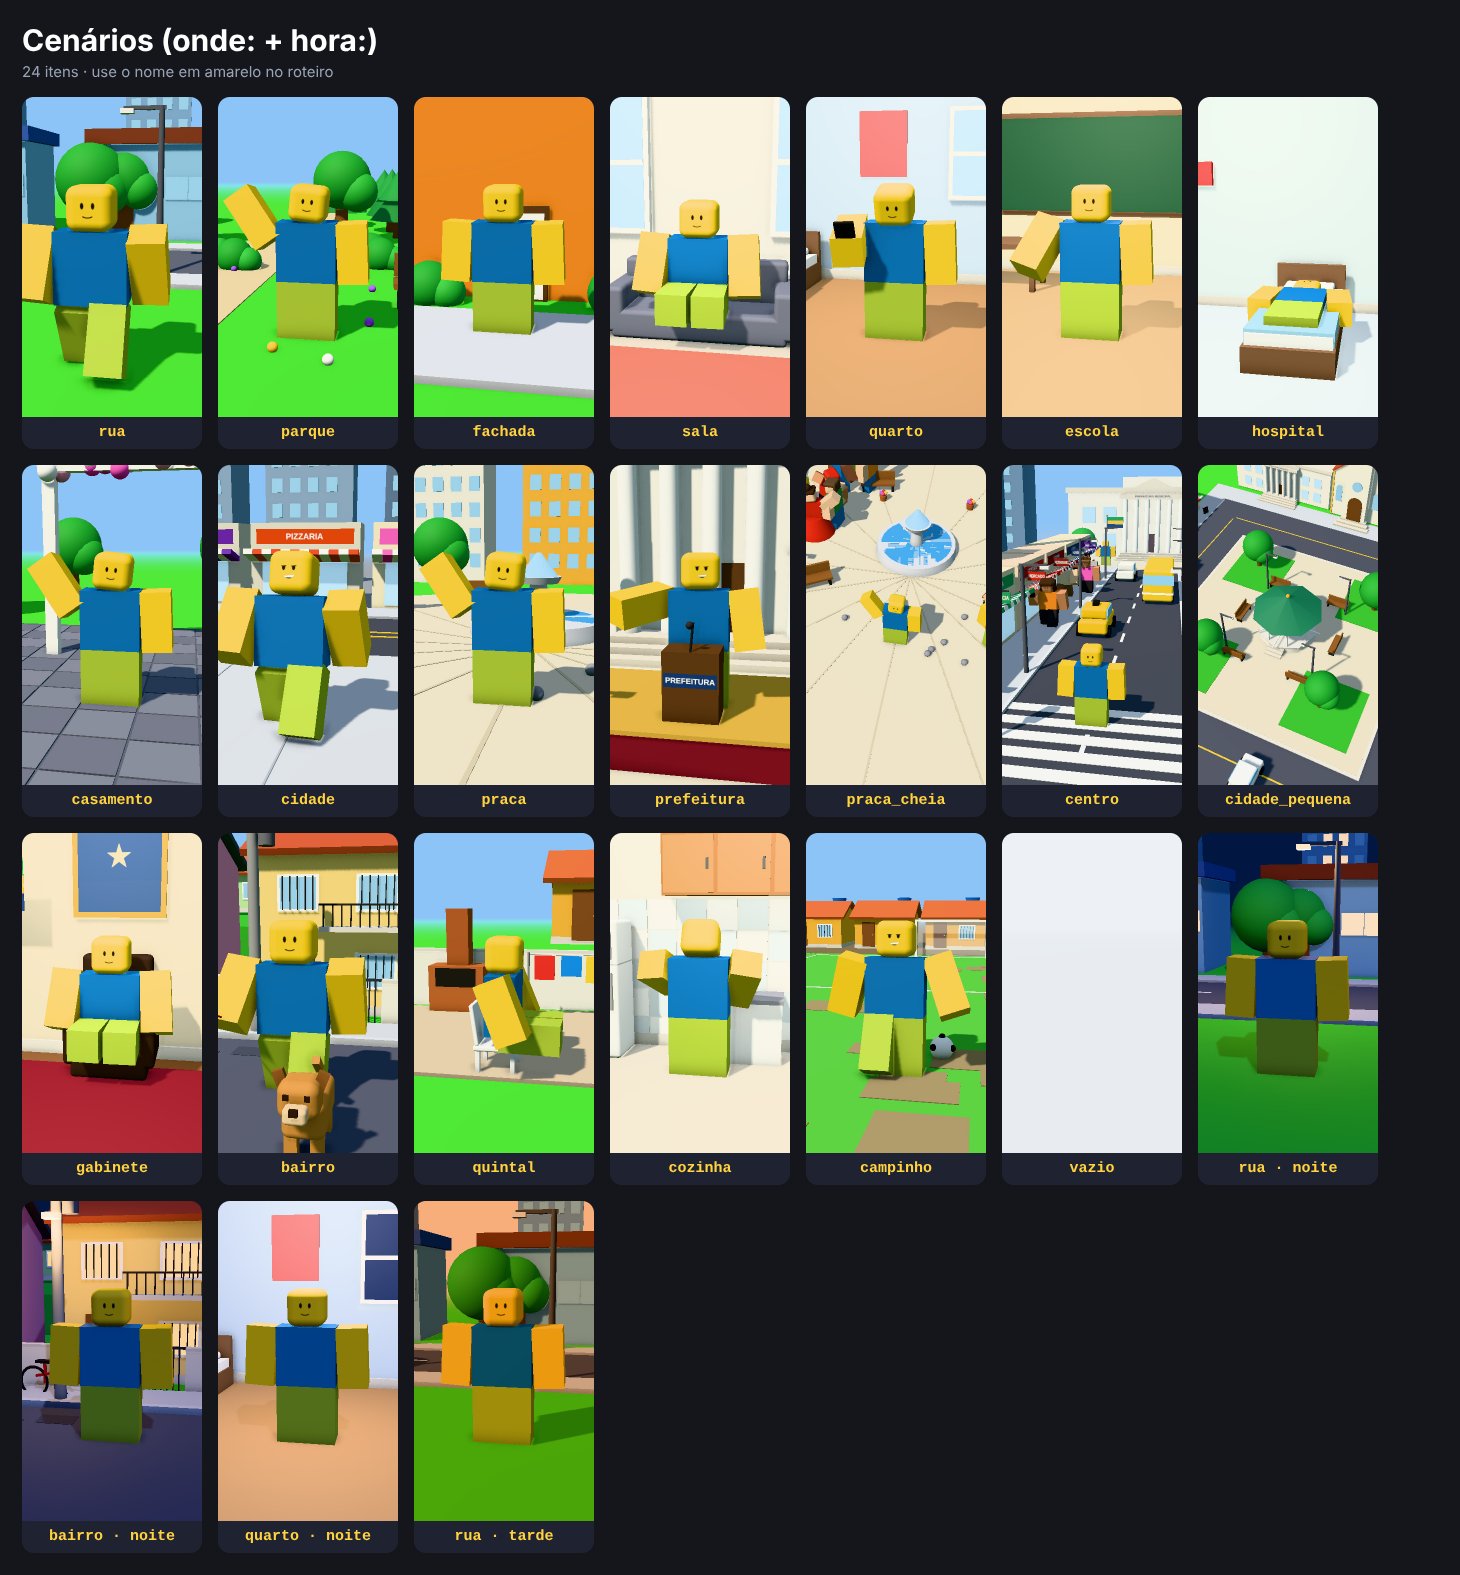 Cenários (onde: + hora:)
24 itens · use o nome em amarelo no roteiro
rua
parque
fachada
sala
quarto
escola
hospital
PIZZARIA
PREFEITURA
casamento
cidade
praca
prefeitura
praca_cheia
centro
cidade_pequena
gabinete
bairro
quintal
cozinha
campinho
vazio
rua · noite
bairro · noite
quarto · noite
rua · tarde